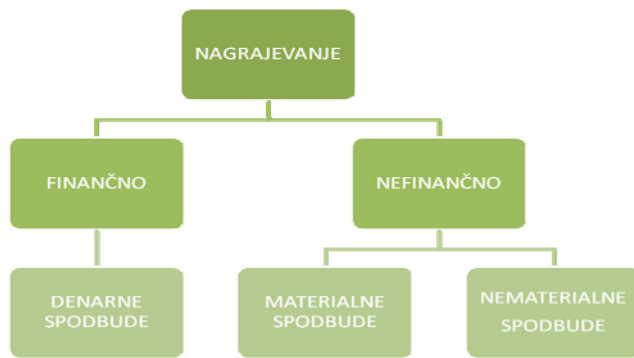 NAGRAJEVANJE
FINANČNO
NEFINANČNO
DENARNE
SPODBUDE
MATERIALNE
SPODBUDE
NEMATERIALNE
SPODBUDE